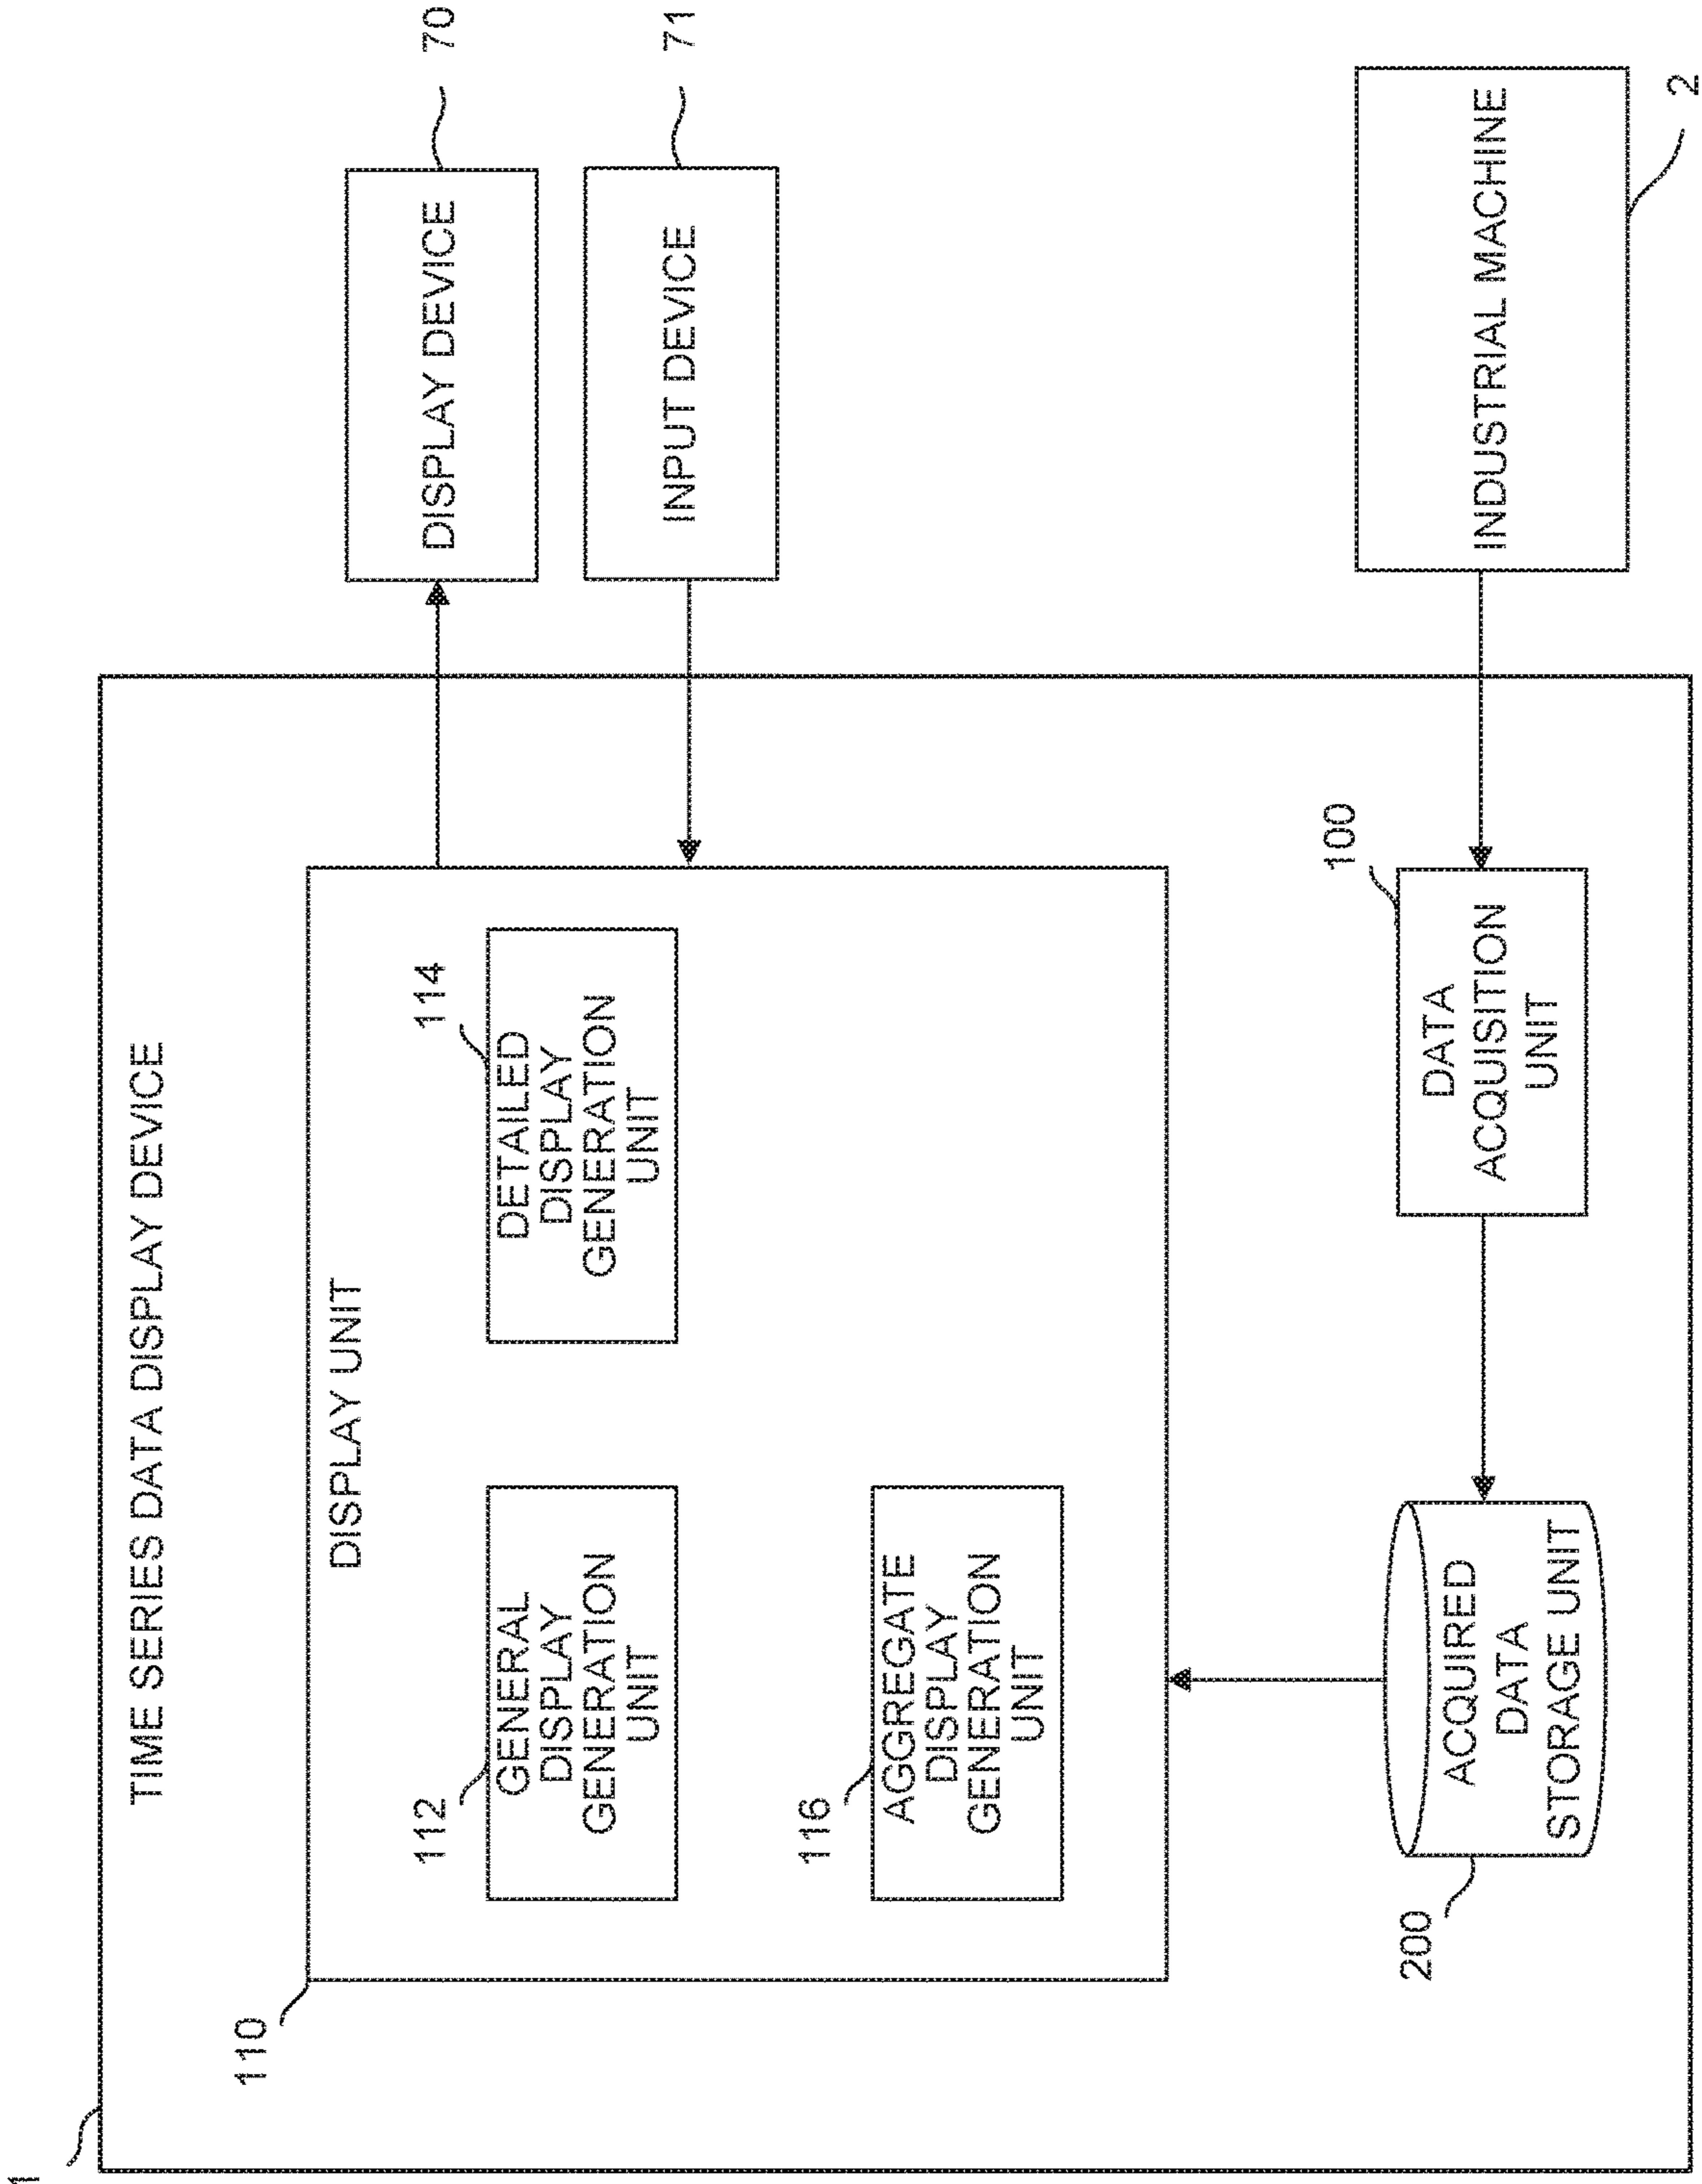 1
TIME SERIES DATA DISPLAY DEVICE
110
DISPLAY UNIT
112
GENERAL
DISPLAY
GENERATION
UNIT
114
DETAILED
DISPLAY
GENERATION
UNIT
116
AGGREGATE
DISPLAY
GENERATION
UNIT
200
ACQUIRED
DATA
STORAGE UNIT
100
DATA
ACQUISITION
UNIT
DISPLAY DEVICE
70
INPUT DEVICE
71
INDUSTRIAL MACHINE
2